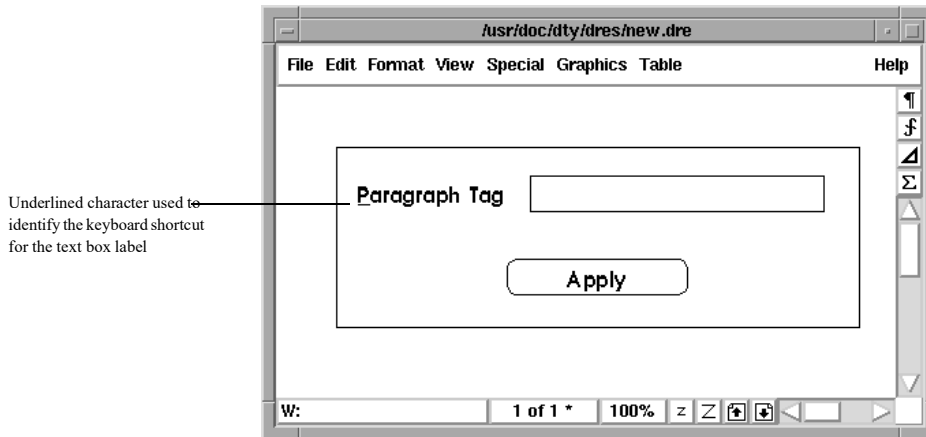 /usr/doc/dty/dres/new.dre
File Edit Format View Special Graphics Table Help
¶
Σ
Underlined character used to
identify the keyboard shortcut
for the text box label
Paragraph Tag
Apply
W: 1 of 1 * 100% z Z